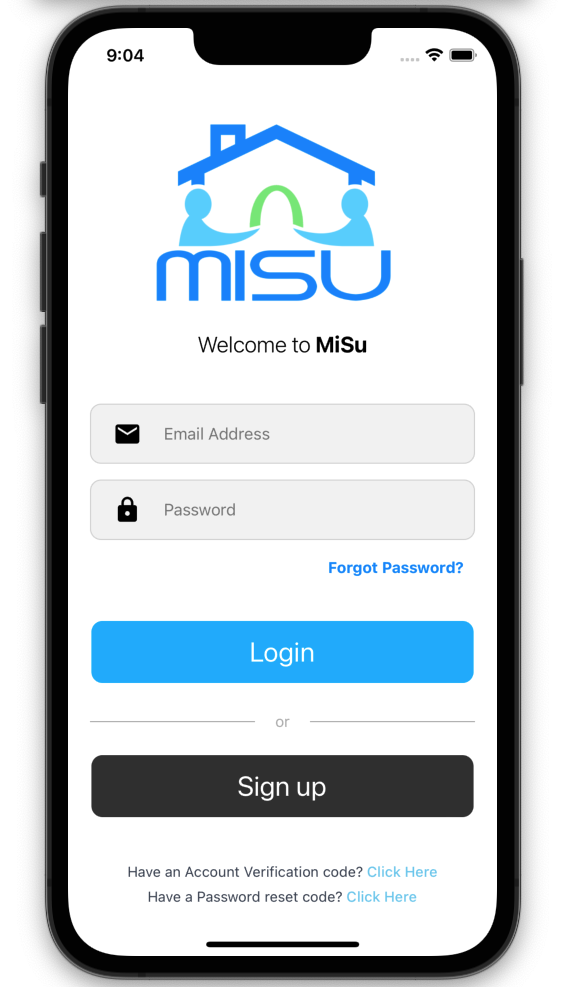 9:04
MISU
Welcome to MiSu
Email Address
Password
Forgot Password?
Login
or
Sign up
Have an Account Verification code? Click Here
Have a Password reset code? Click Here